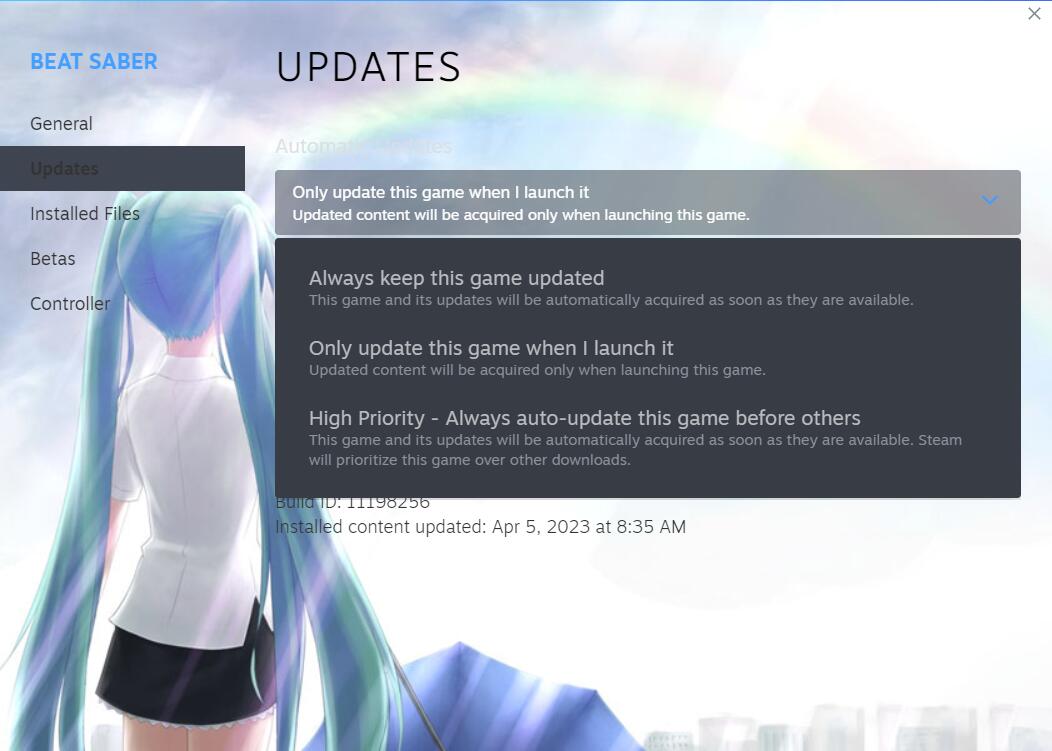 BEAT SABER
General
Updates
Installed Files
Betas
Controller
UPDATES
Automatic Updates
Only update this game when I launch it
Updated content will be acquired only when launching this game.
Always keep this game updated
This game and its updates will be automatically acquired as soon as they are available.
Only update this game when I launch it
Updated content will be acquired only when launching this game.
High Priority - Always auto-update this game before others
This game and its updates will be automatically acquired as soon as they are available. Steam
will prioritize this game over other downloads.
Build ID: 11198256
Installed content updated: Apr 5, 2023 at 8:35 AM